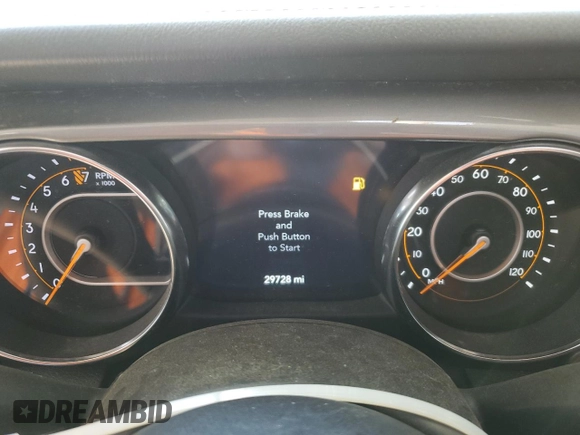 5 6 7 RPM
x 1000
4
3
2
1
0
Press Brake
and
Push Button
to Start
29728 mi
60 70
50 80
40 90
30 100
20 110
10 120
0 MPH
DREAMBID